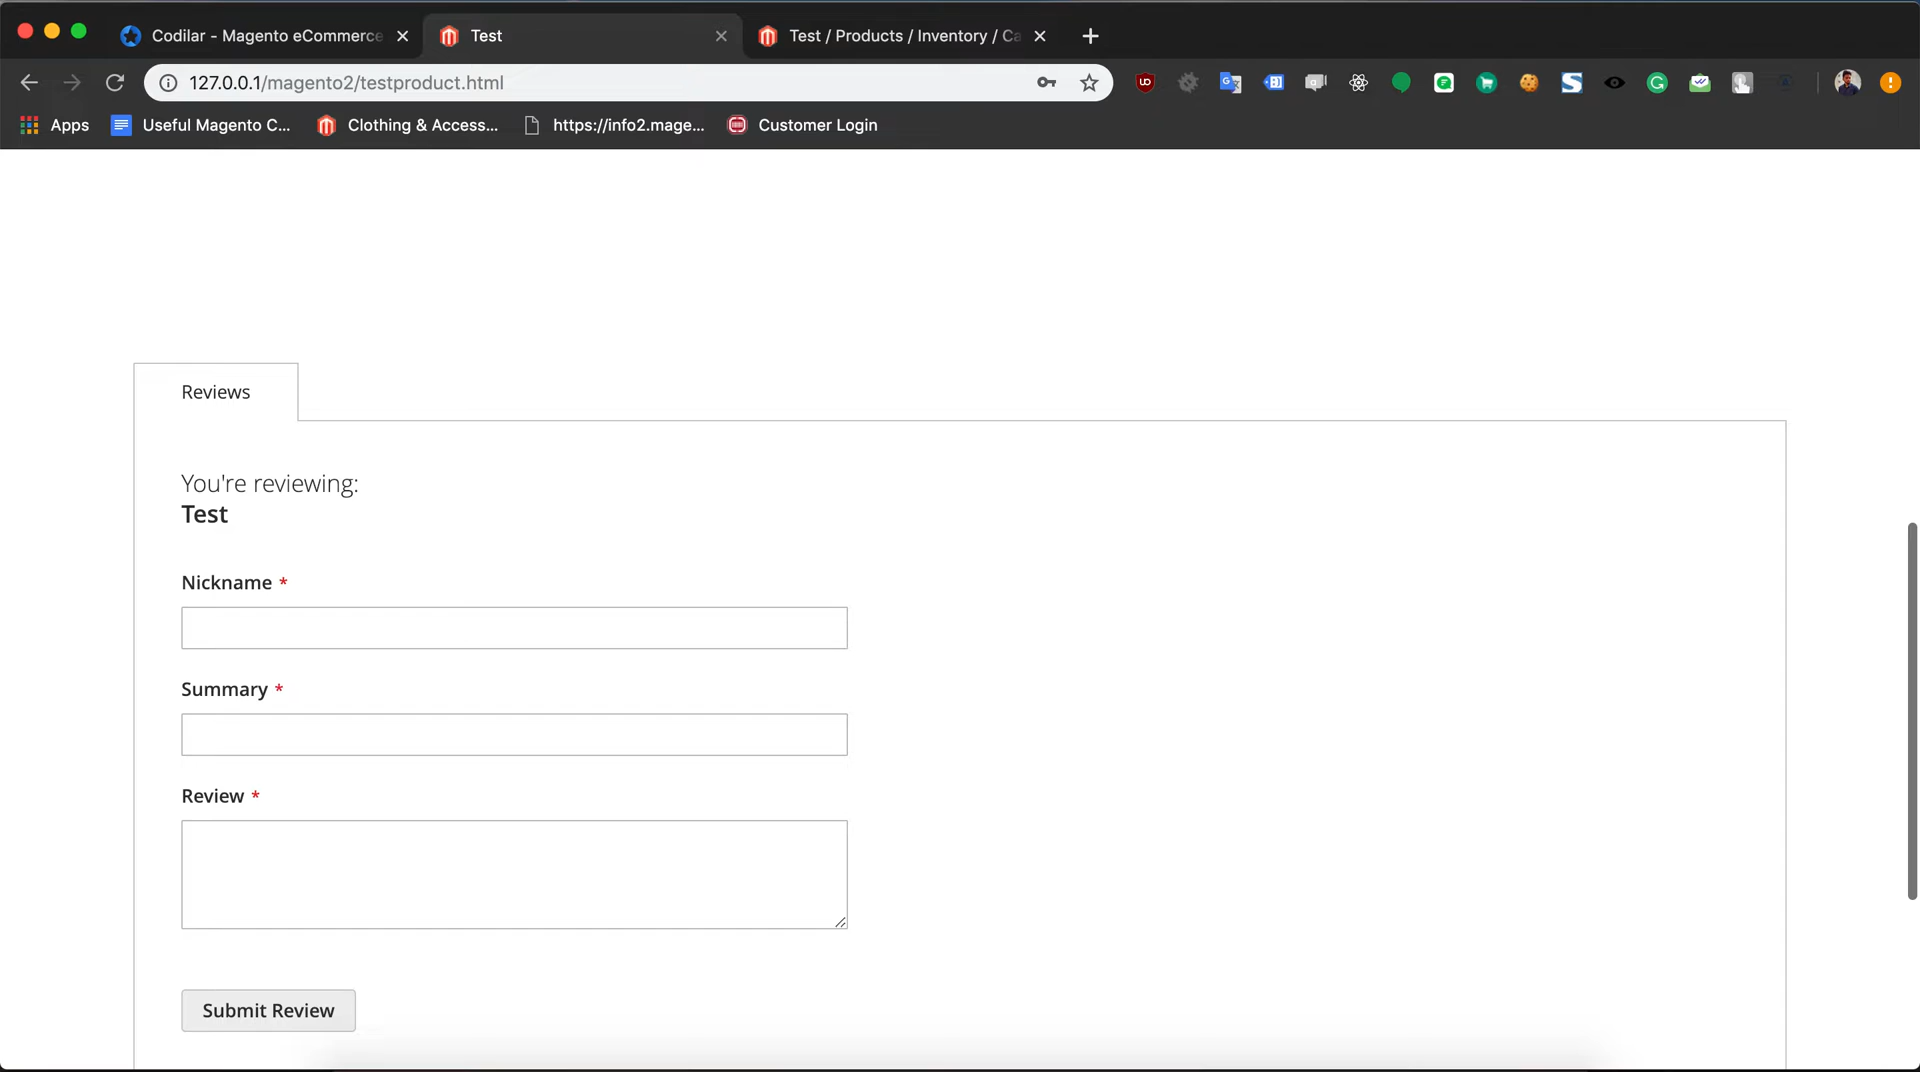 Codilar - Magento eCommerce
Test
Test / Products / Inventory / Ca
127.0.0.1/magento2/testproduct.html
Apps
Useful Magento C...
Clothing & Access...
https://info2.mage...
Customer Login
Reviews
You're reviewing:
Test
Nickname *
Summary *
Review *
Submit Review